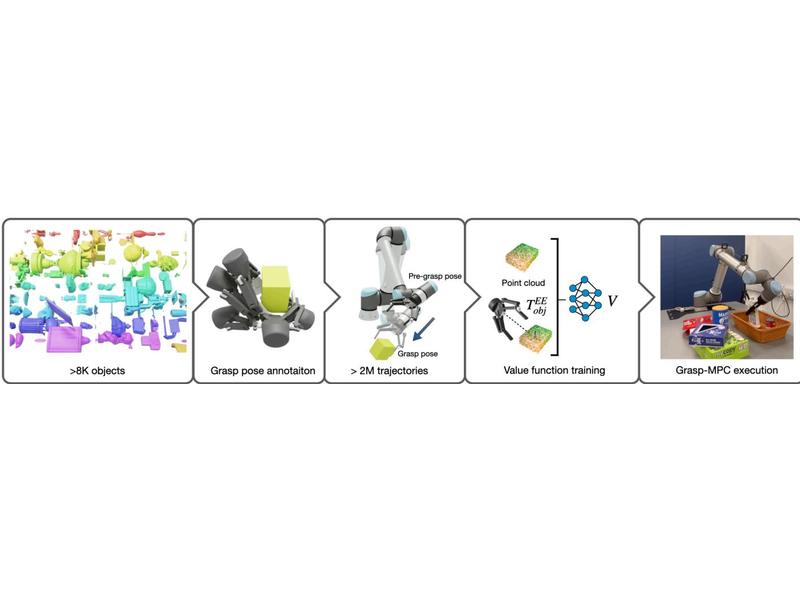 >8K objects
Grasp pose annotaiton
Pre-grasp pose
Grasp pose
> 2M trajectories
Point cloud
T^{EE}_{obj}
V
Value function training
Grasp-MPC execution